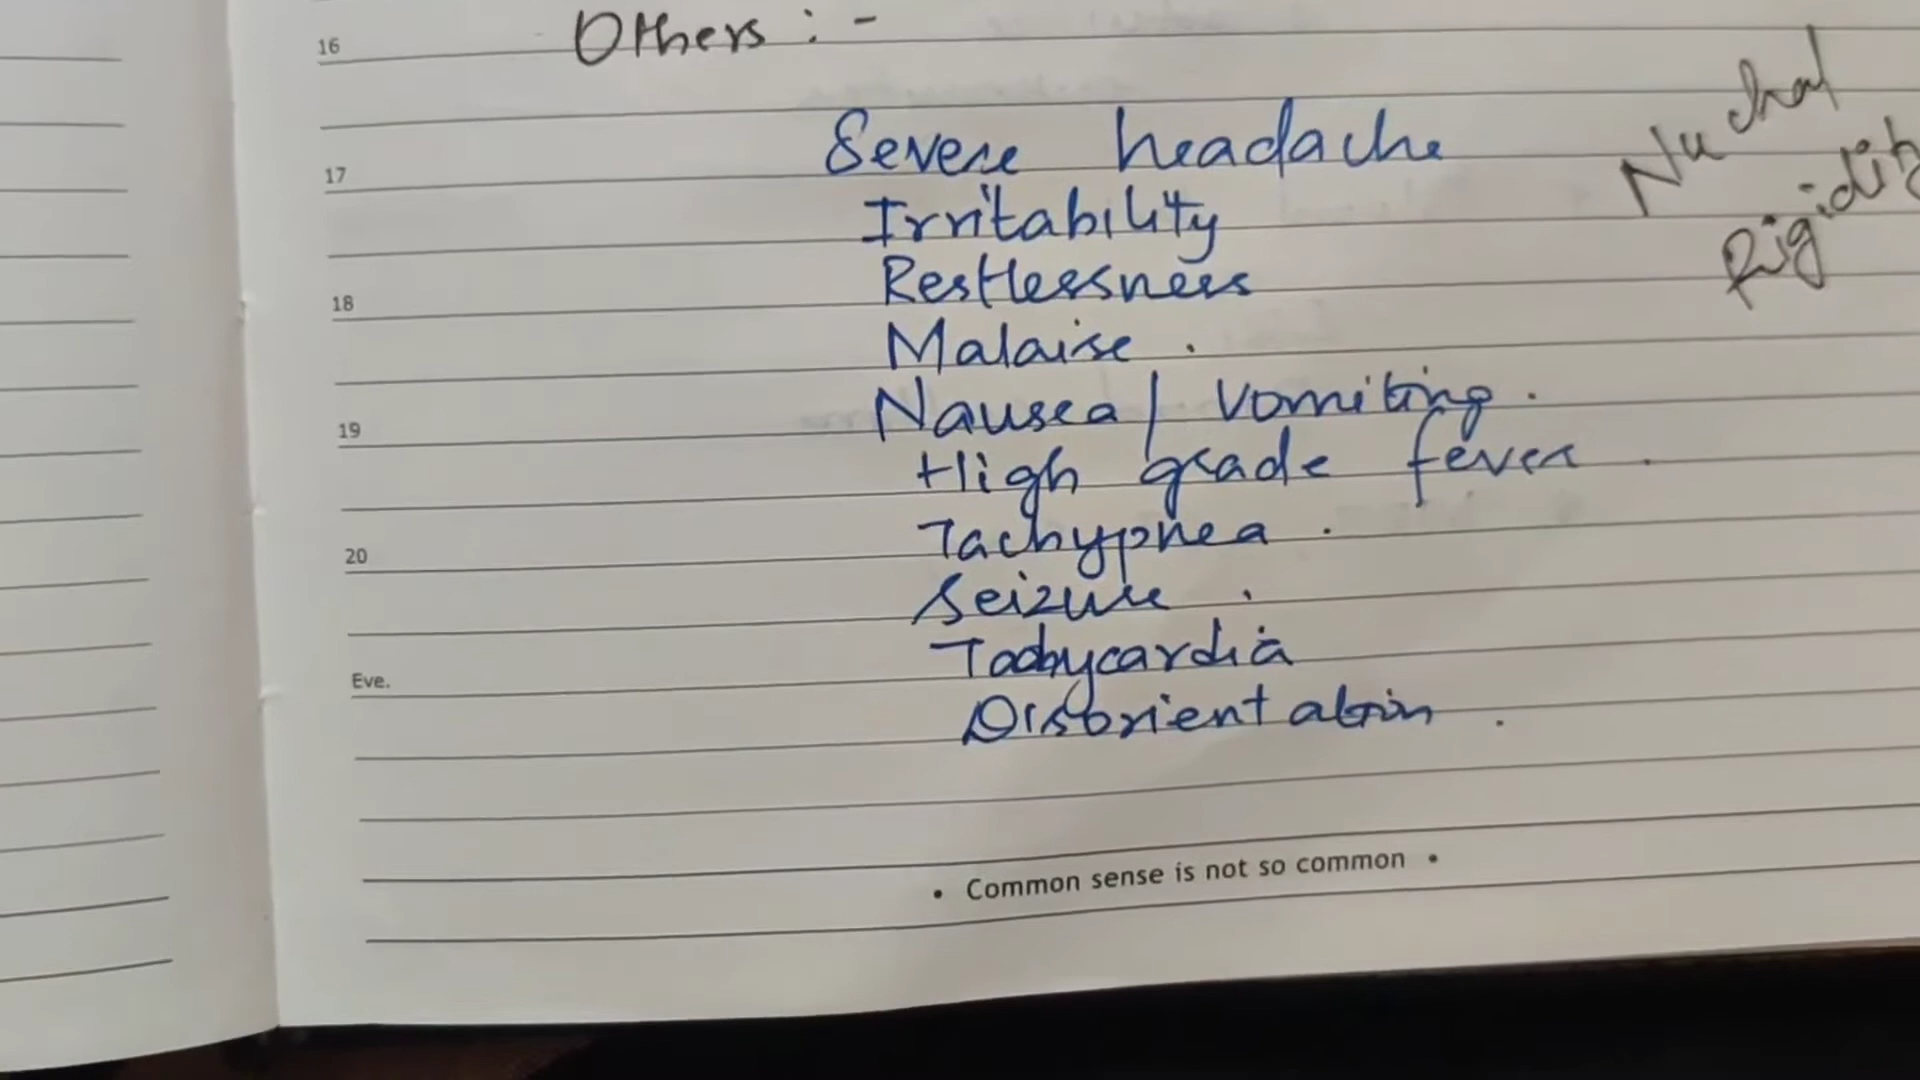 16
Others : -
17
Severe headache
Nuchal
Rigidity
Irritability
18
Restlessness
Malaise .
19
Nausea / Vomiting .
High grade fever .
20
Tachypnea .
Seizure .
Eve.
Tachycardia
Disorientation .
• Common sense is not so common •